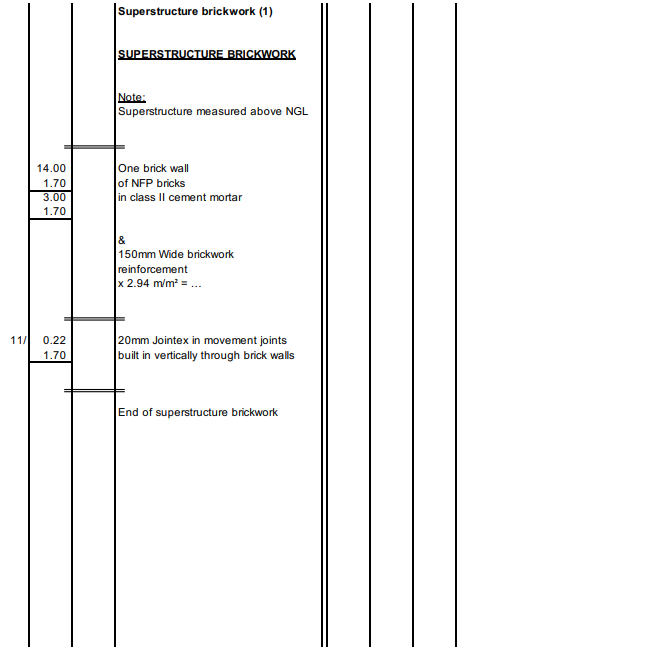 Superstructure brickwork (1)
SUPERSTRUCTURE BRICKWORK
Note:
Superstructure measured above NGL
14.00 One brick wall
1.70 of NFP bricks
3.00 in class II cement mortar
1.70
&
150mm Wide brickwork
reinforcement
x 2.94 m/m² = ...
11/ 0.22 20mm Jointex in movement joints
1.70 built in vertically through brick walls
End of superstructure brickwork